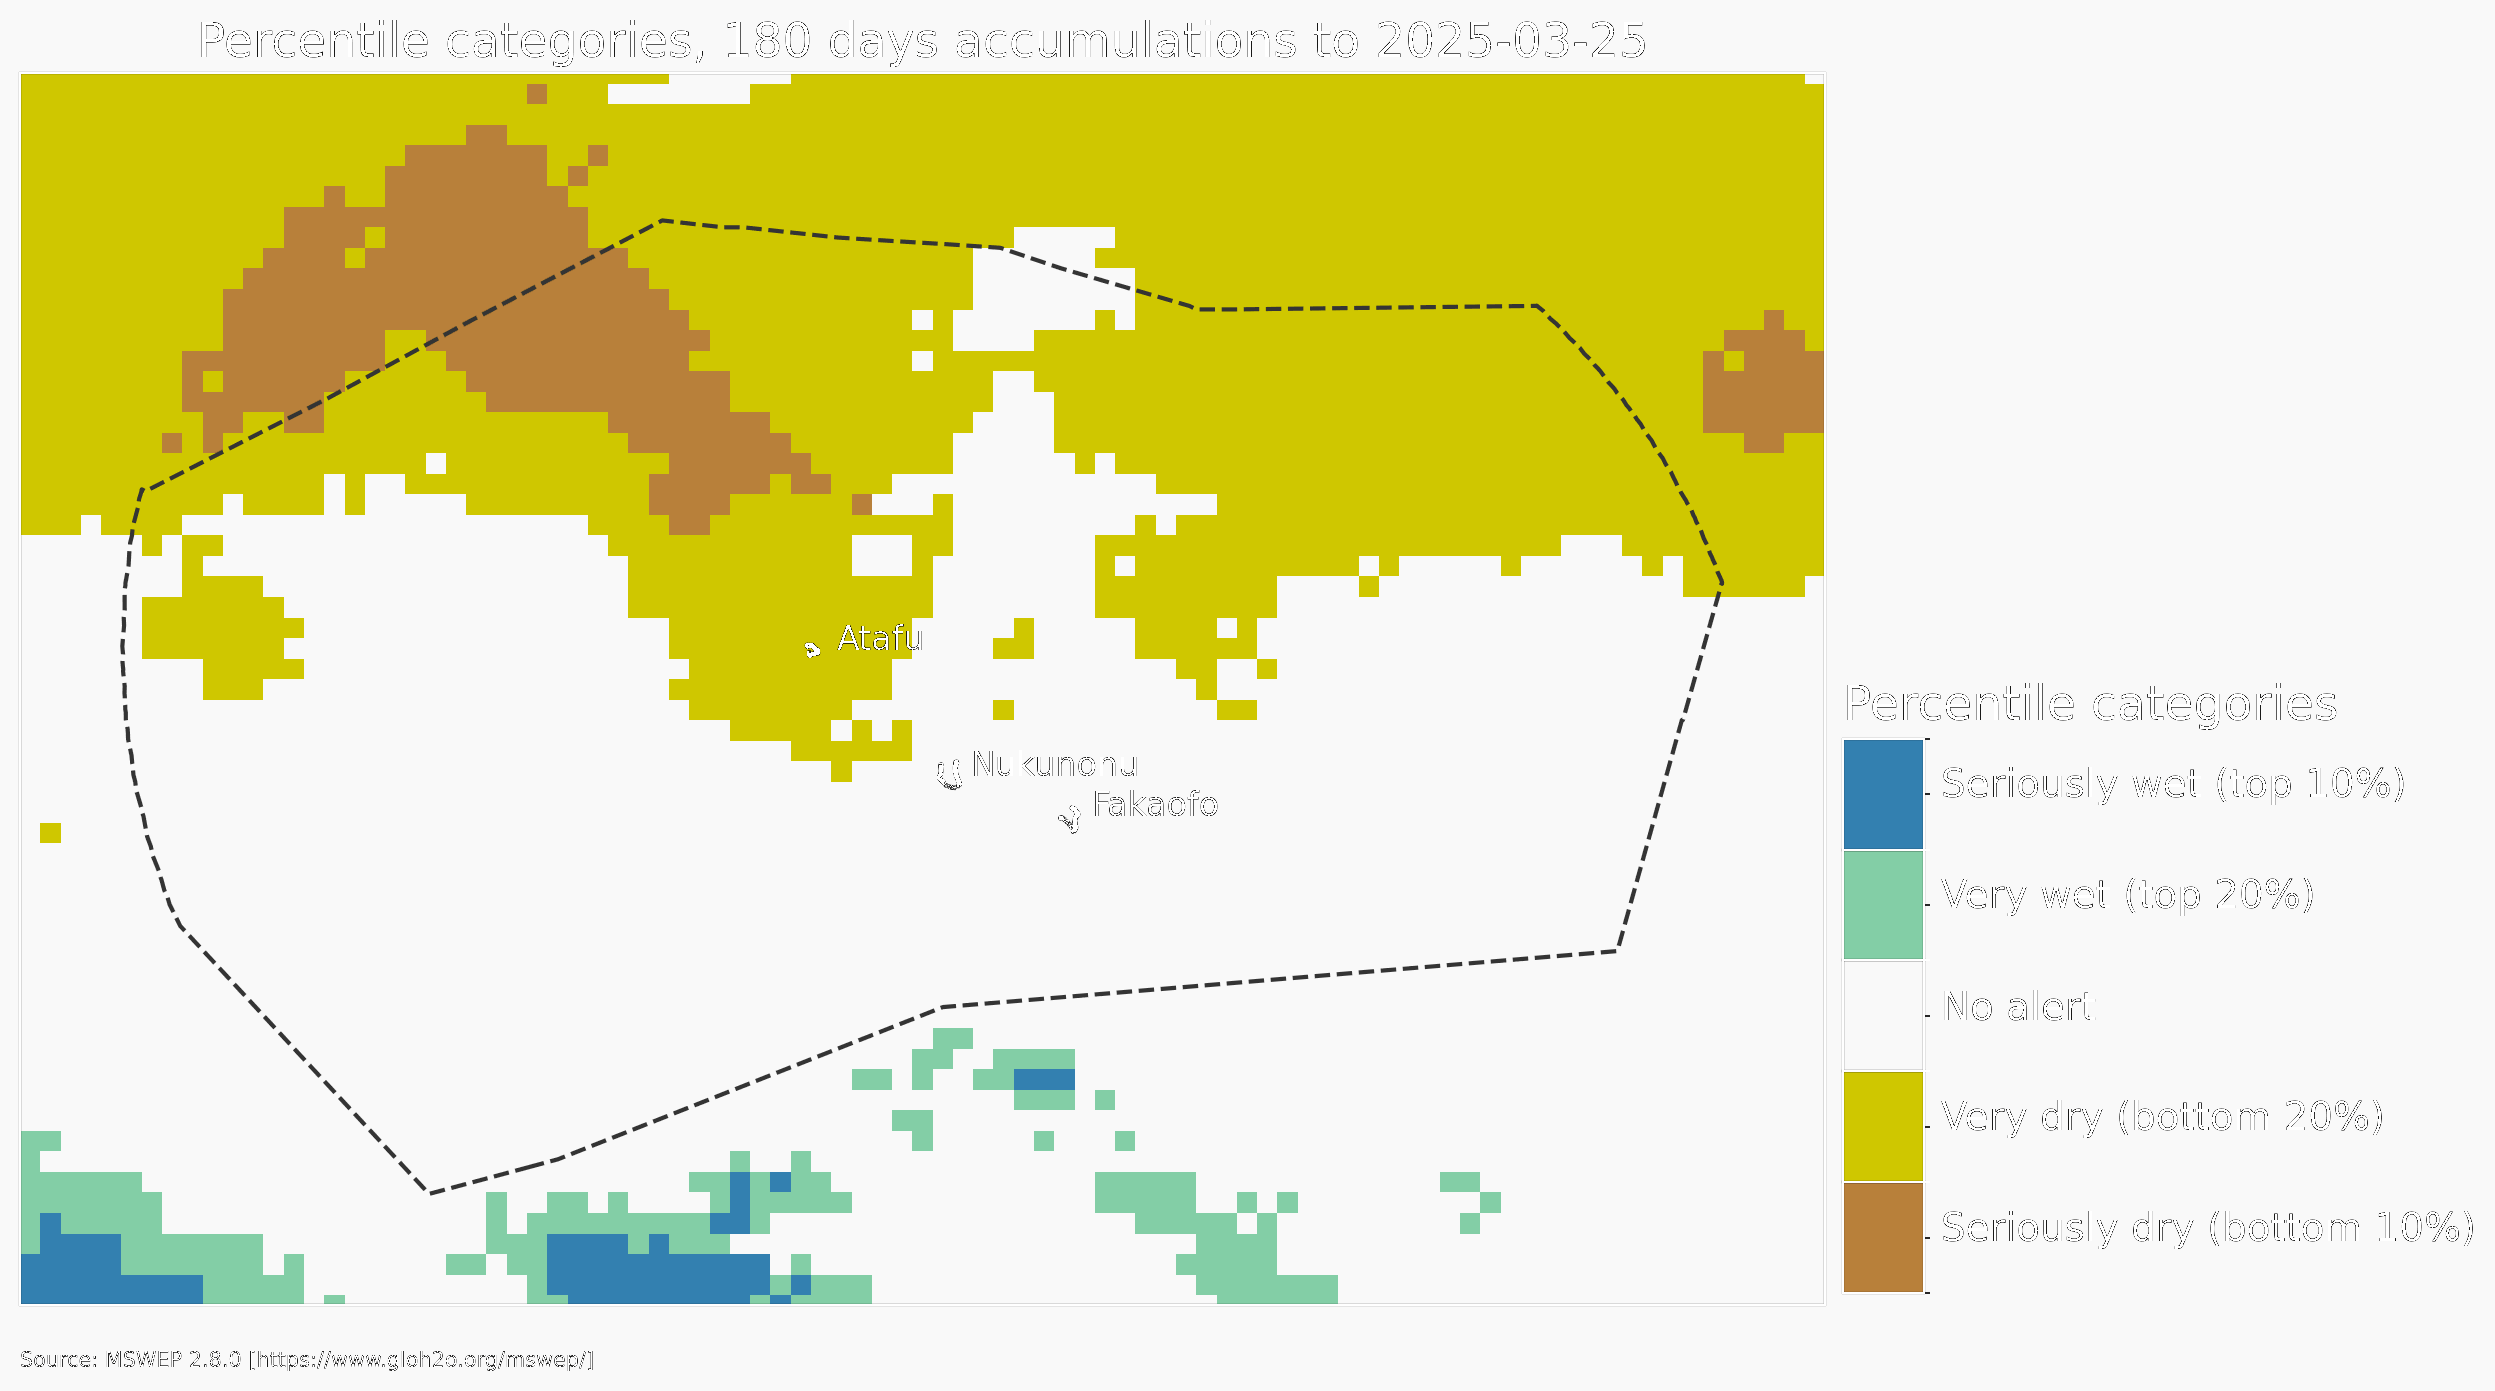 Percentile categories, 180 days accumulations to 2025-03-25
Atafu
Nukunonu
Fakaofo
Percentile categories
Seriously wet (top 10%)
Very wet (top 20%)
No alert
Very dry (bottom 20%)
Seriously dry (bottom 10%)
Source: MSWEP 2.8.0 [https://www.gloh2o.org/mswep/]